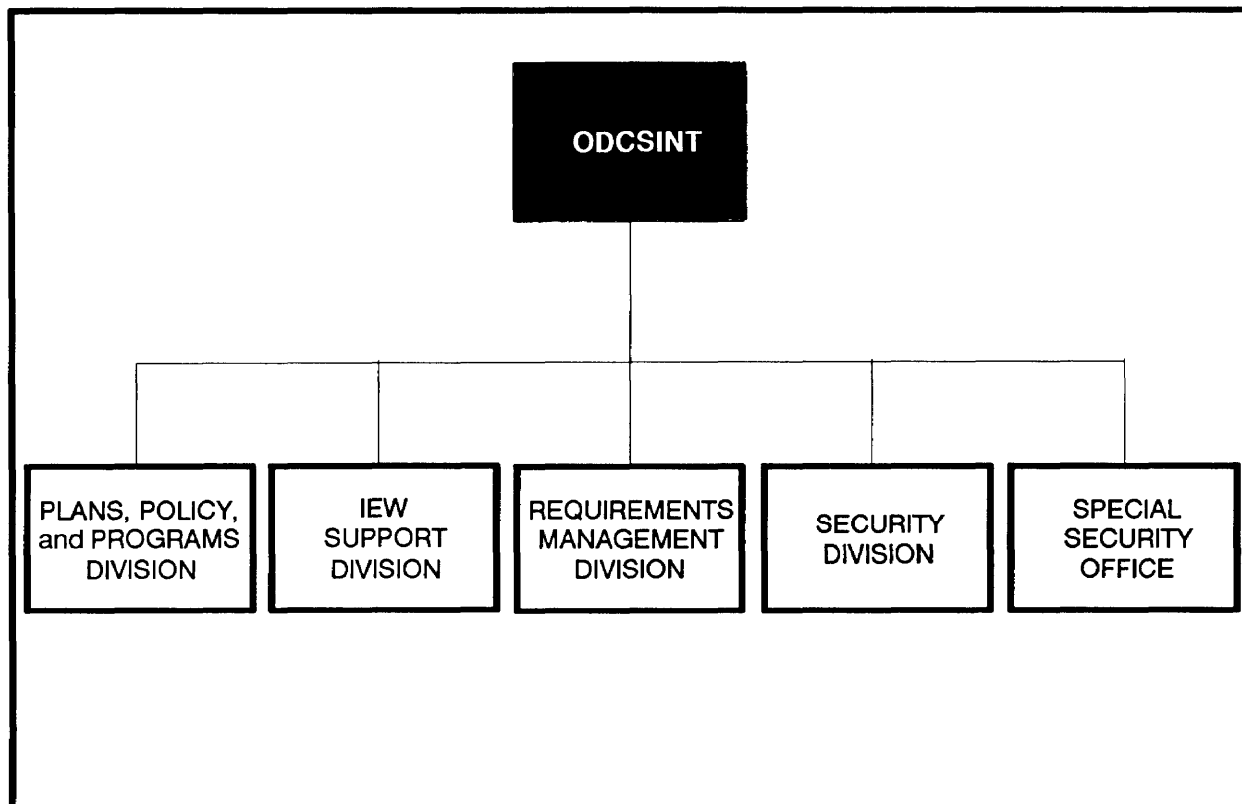 ODCSINT
PLANS, POLICY,
and PROGRAMS
DIVISION
IEW
SUPPORT
DIVISION
REQUIREMENTS
MANAGEMENT
DIVISION
SECURITY
DIVISION
SPECIAL
SECURITY
OFFICE